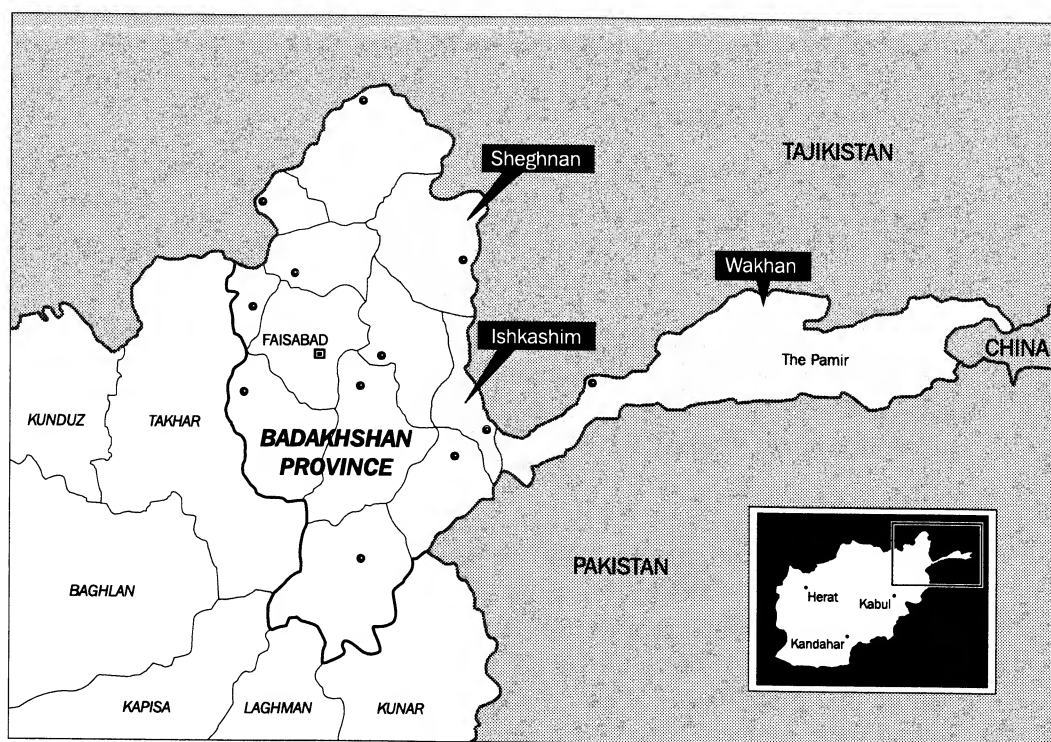 Sheghnan
TAJIKISTAN
Wakhan
Ishkashim
FAISABAD
CHINA
The Pamir
KUNDUZ
TAKHAR
BADAKHSHAN
PROVINCE
PAKISTAN
BAGHLAN
Herat
Kabul
Kandahar
KAPISA
LAGHMAN
KUNAR